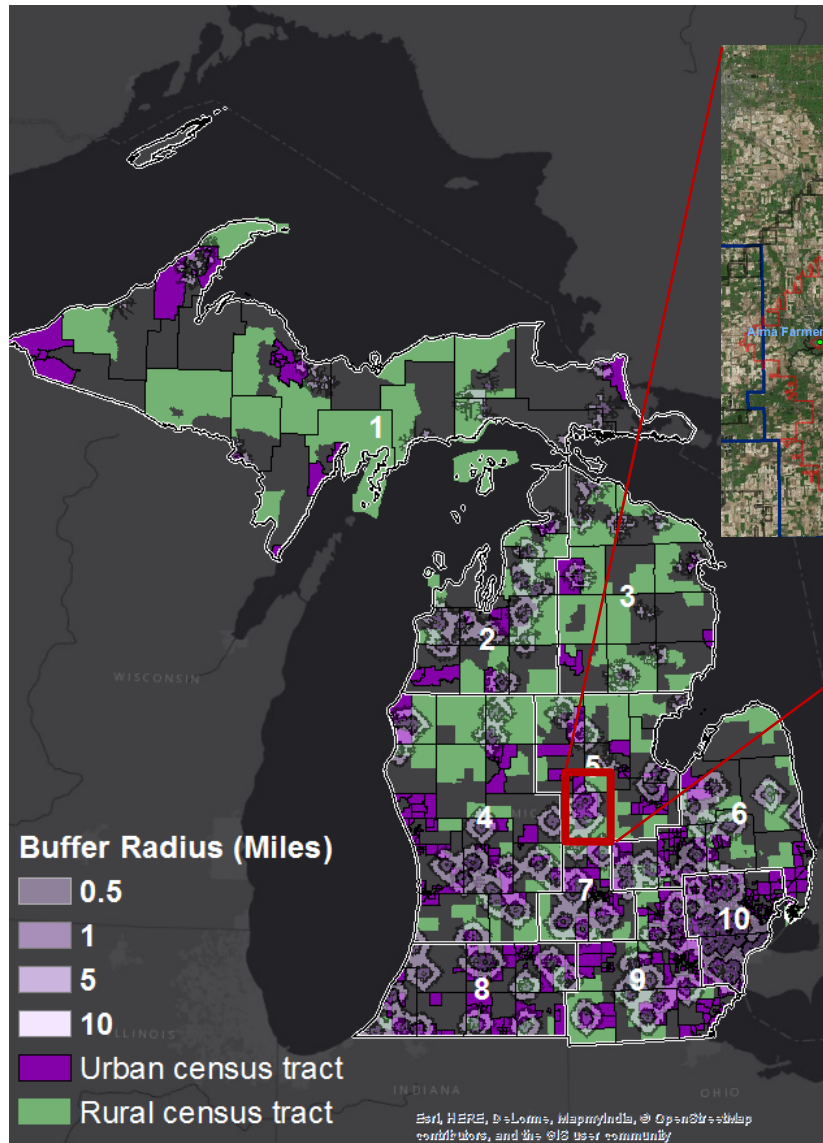 Alma Farmer
1
3
2
WISCONSIN
5
MIC
4
6
Buffer Radius (Miles)
0.5
7
1
10
5
8
9
10
ILLINOIS
Urban census tract
INDIANA
OHIO
Rural census tract
Esri, HERE, DeLorme, MapmyIndia, © OpenStreetMap
contributors, and the GIS user community